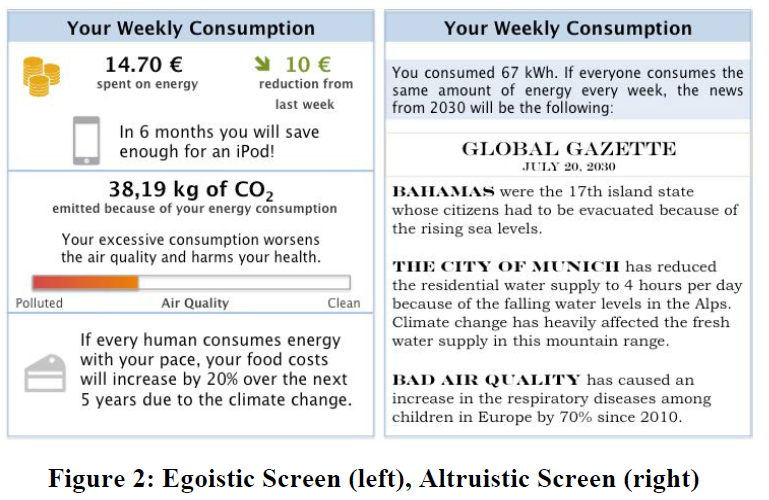 Your Weekly Consumption
14.70 €
spent on energy
10 €
reduction from
last week
In 6 months you will save
enough for an iPod!
38,19 kg of CO₂
emitted because of your energy consumption
Your excessive consumption worsens
the air quality and harms your health.
Polluted Air Quality Clean
If every human consumes energy
with your pace, your food costs
will increase by 20% over the next
5 years due to the climate change.
Your Weekly Consumption
You consumed 67 kWh. If everyone consumes the
same amount of energy every week, the news
from 2030 will be the following:
GLOBAL GAZETTE
JULY 20, 2030
BAHAMAS were the 17th island state
whose citizens had to be evacuated because of
the rising sea levels.
THE CITY OF MUNICH has reduced
the residential water supply to 4 hours per day
because of the falling water levels in the Alps.
Climate change has heavily affected the fresh
water supply in this mountain range.
BAD AIR QUALITY has caused an
increase in the respiratory diseases among
children in Europe by 70% since 2010.
Figure 2: Egoistic Screen (left), Altruistic Screen (right)